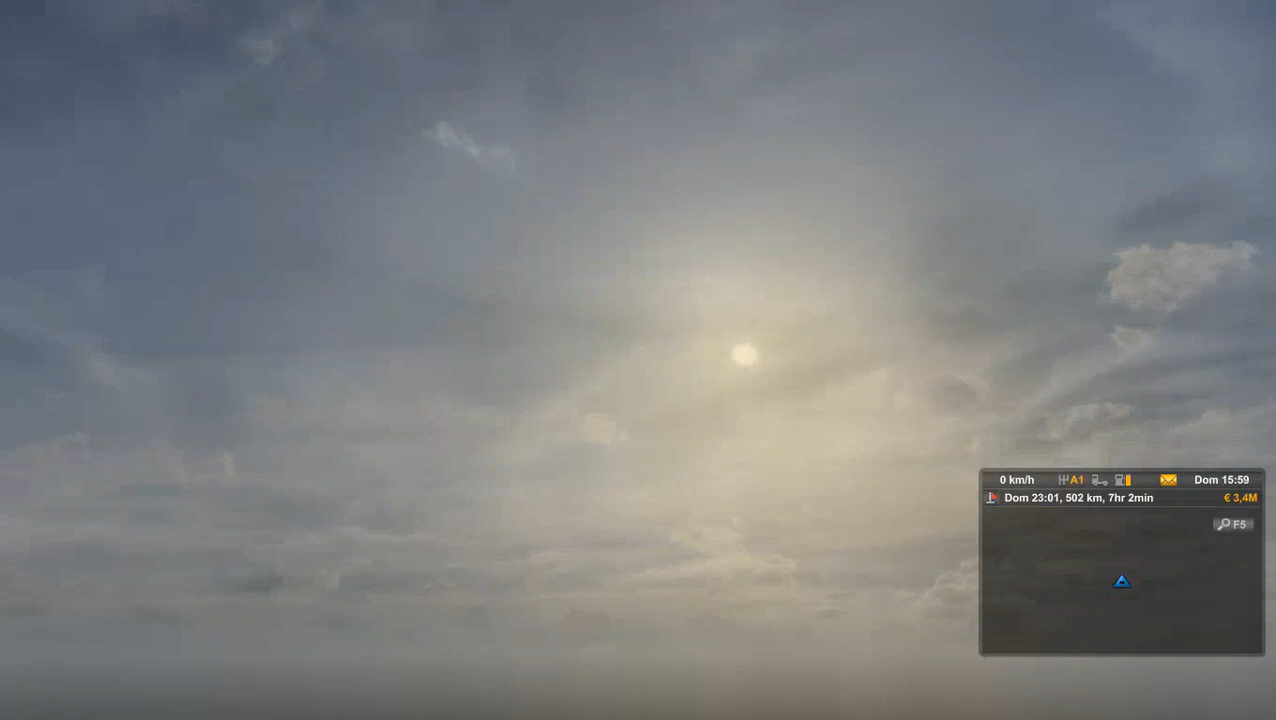 0 km/h A1 Dom 15:59
Dom 23:01, 502 km, 7hr 2min € 3,4M
F5